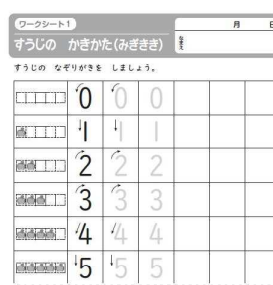 ワークシート1
月
うすじの かきかた(みぎきき)
なまえ
すうじの なぞりがきを しましょう。
0 0 0
1 1 1
2 2 2
3 3 3
4 4 4
5 5 5